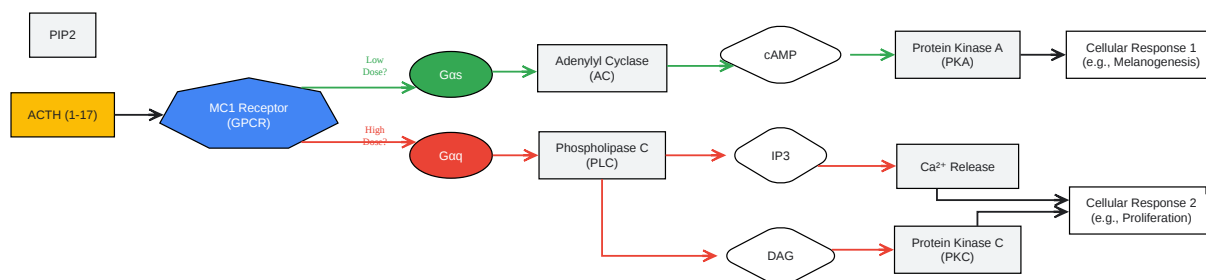 PIP2
ACTH (1-17)
MC1 Receptor
(GPCR)
Low
Dose?
High
Dose?
Gαs
Gαq
Adenylyl Cyclase
(AC)
Phospholipase C
(PLC)
cAMP
IP3
DAG
Protein Kinase A
(PKA)
Ca²⁺ Release
Protein Kinase C
(PKC)
Cellular Response 1
(e.g., Melanogenesis)
Cellular Response 2
(e.g., Proliferation)